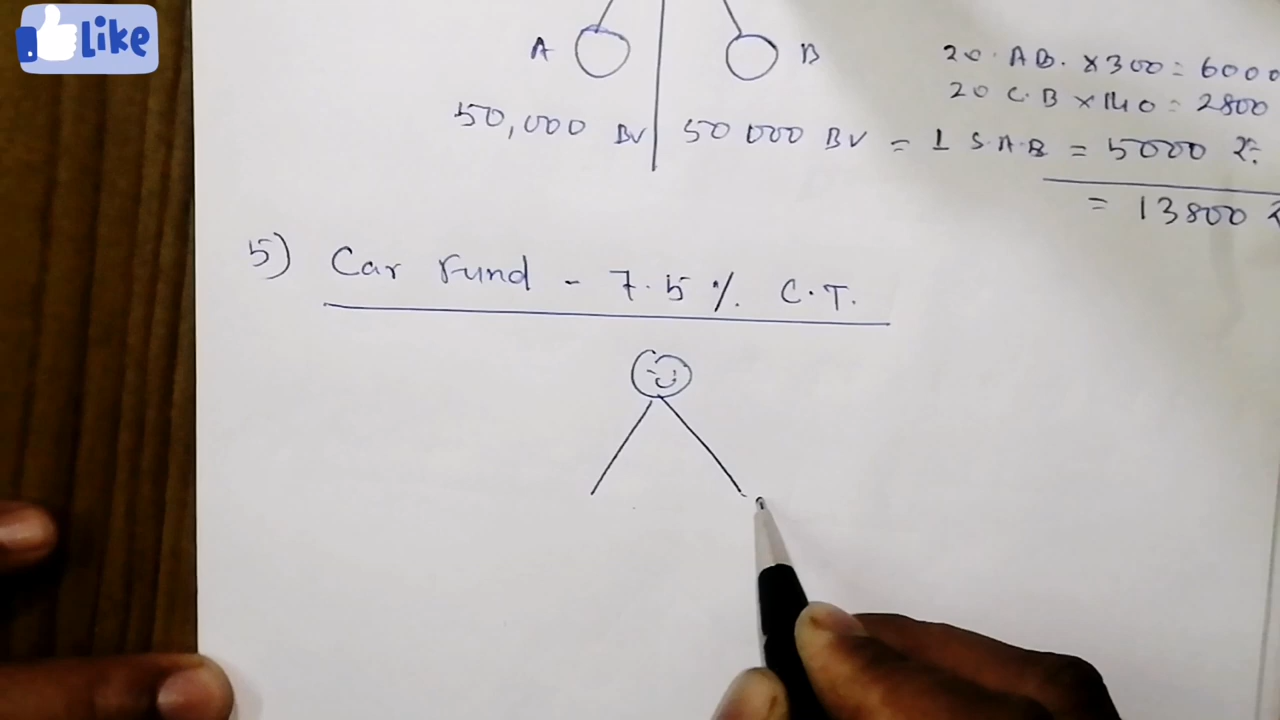 Like
A B
20 A B. x 300 = 6000
20 C.B x 140 = 2800
50,000 BV 50 000 BV = 1 S.A.B = 5000 ₹
= 13800 ₹
5) Car Fund - 7.5 % C.T.